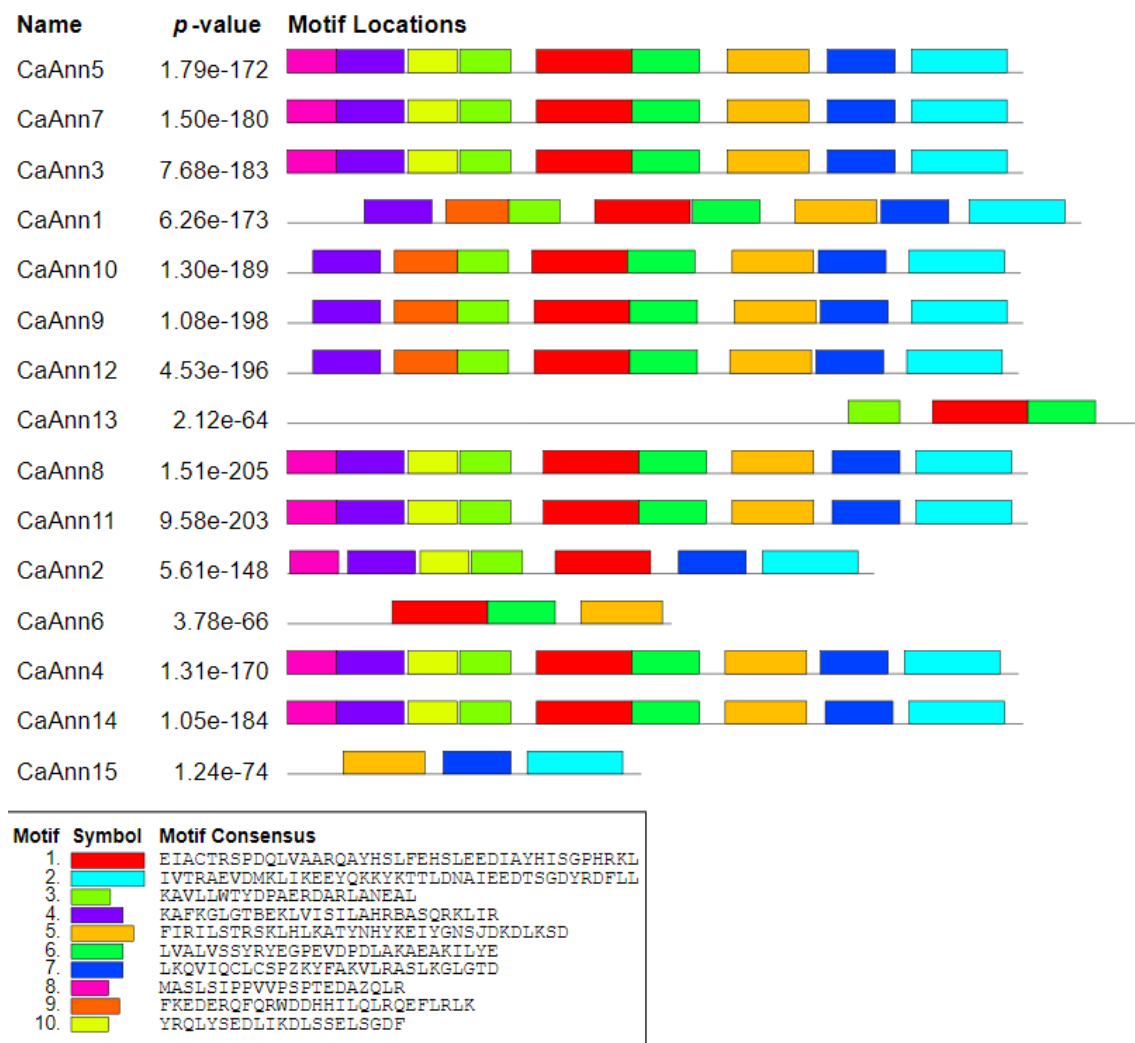 Name p-value Motif Locations
CaAnn5 1.79e-172
CaAnn7 1.50e-180
CaAnn3 7.68e-183
CaAnn1 6.26e-173
CaAnn10 1.30e-189
CaAnn9 1.08e-198
CaAnn12 4.53e-196
CaAnn13 2.12e-64
CaAnn8 1.51e-205
CaAnn11 9.58e-203
CaAnn2 5.61e-148
CaAnn6 3.78e-66
CaAnn4 1.31e-170
CaAnn14 1.05e-184
CaAnn15 1.24e-74
Motif Symbol Motif Consensus
1. EIACTRSPDQLVAARQAYHSLFEHSLEEDIAYHISGPHRKL
2. IVTRAEVDMKLIKEEYQKKYKTTLDNAIEEDTSGDYRDFLL
3. KAVLLWTYDPAERDARLANEAL
4. KAFKGLGTBEKLVISILAHRBASQRKLIR
5. FIRILSTRSKLHLKATYNHYKEIYGNSJDKDLKSD
6. LVALVSSYRYEGPEVDPDLAKAEAKILYE
7. LKQVIQCLCSPZKYFAKVLRASLKGLGTD
8. MASLSIPPVVPSPTEDAZQLR
9. FKEDERQFQRWDDHHILQLRQEFLRLK
10. YRQLYSEDLIKDLSSELSGDF